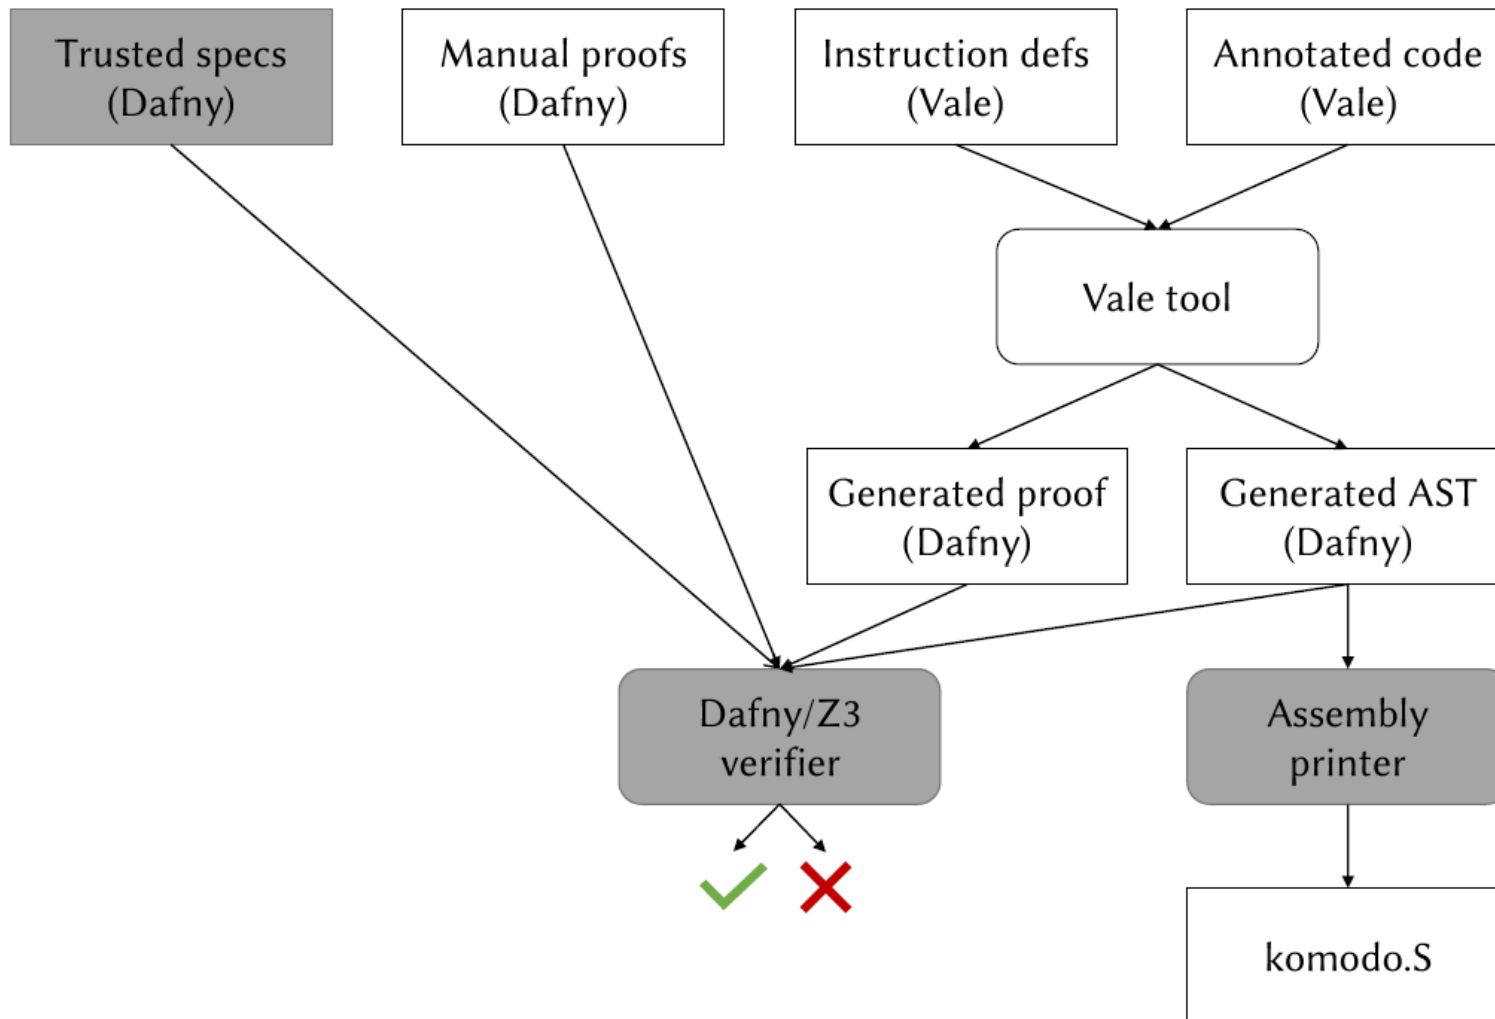 Trusted specs
(Dafny)
Manual proofs
(Dafny)
Instruction defs
(Vale)
Annotated code
(Vale)
Vale tool
Generated proof
(Dafny)
Generated AST
(Dafny)
Dafny/Z3
verifier
Assembly
printer
komodo.S